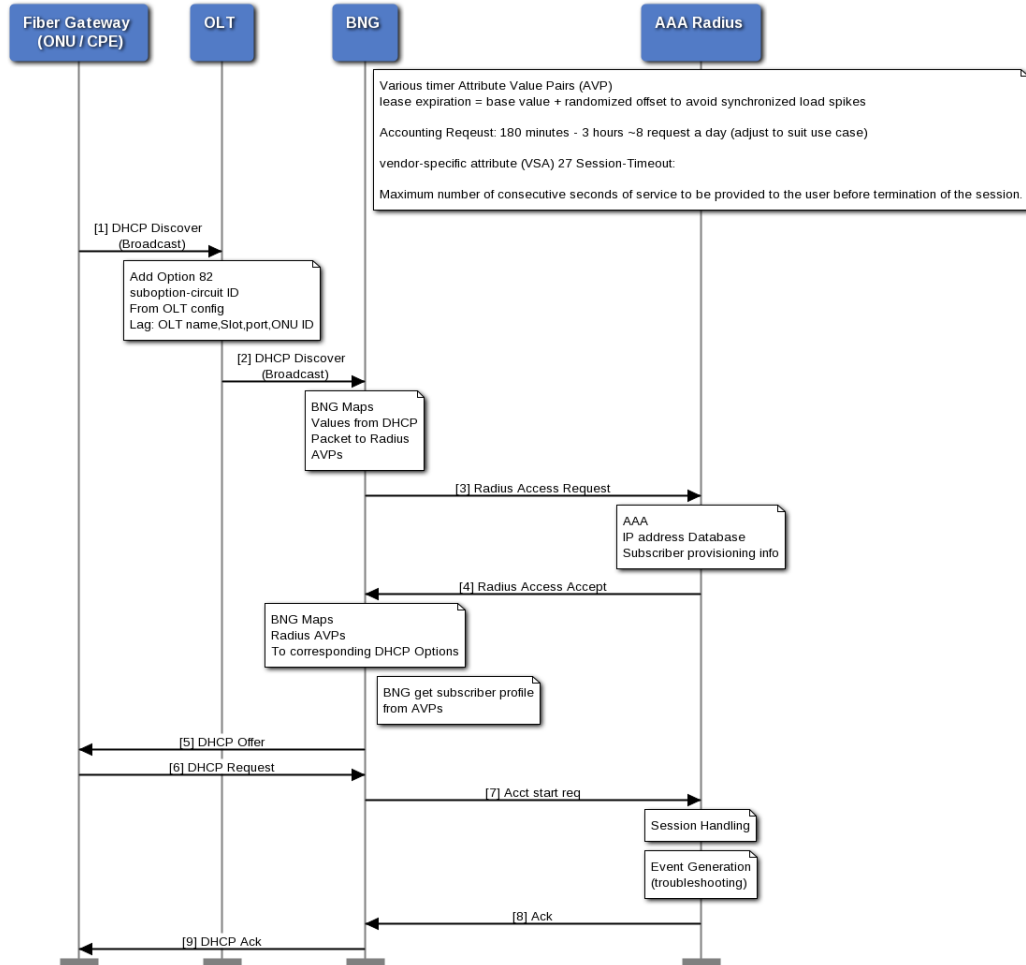 Fiber Gateway
(ONU / CPE)
OLT
BNG
AAA Radius
Various timer Attribute Value Pairs (AVP)
lease expiration = base value + randomized offset to avoid synchronized load spikes
Accounting Reqeust: 180 minutes - 3 hours ~8 request a day (adjust to suit use case)
vendor-specific attribute (VSA) 27 Session-Timeout:
Maximum number of consecutive seconds of service to be provided to the user before termination of the session.
[1] DHCP Discover
(Broadcast)
Add Option 82
suboption-circuit ID
From OLT config
Lag: OLT name,Slot,port,ONU ID
[2] DHCP Discover
(Broadcast)
BNG Maps
Values from DHCP
Packet to Radius
AVPs
[3] Radius Access Request
AAA
IP address Database
Subscriber provisioning info
[4] Radius Access Accept
BNG Maps
Radius AVPs
To corresponding DHCP Options
BNG get subscriber profile
from AVPs
[5] DHCP Offer
[6] DHCP Request
[7] Acct start req
Session Handling
Event Generation
(troubleshooting)
[8] Ack
[9] DHCP Ack